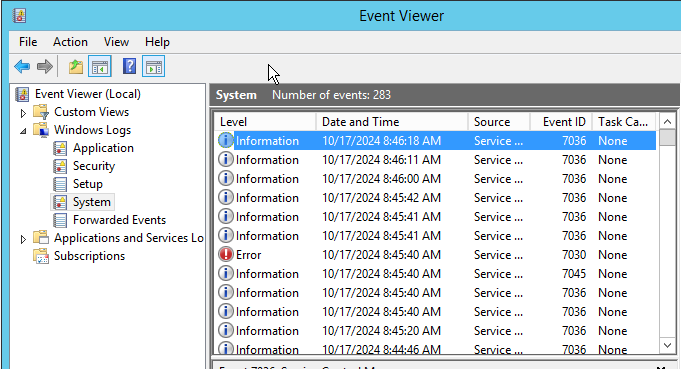 Event Viewer
File Action View Help
Event Viewer (Local)
Custom Views
Windows Logs
Application
Security
Setup
System
Forwarded Events
Applications and Services Lo
Subscriptions
System Number of events: 283
Level Date and Time Source Event ID Task Ca...
Information 10/17/2024 8:46:18 AM Service ... 7036 None
Information 10/17/2024 8:46:11 AM Service ... 7036 None
Information 10/17/2024 8:46:00 AM Service ... 7036 None
Information 10/17/2024 8:45:42 AM Service ... 7036 None
Information 10/17/2024 8:45:41 AM Service ... 7036 None
Information 10/17/2024 8:45:41 AM Service ... 7036 None
Error 10/17/2024 8:45:40 AM Service ... 7030 None
Information 10/17/2024 8:45:40 AM Service ... 7045 None
Information 10/17/2024 8:45:40 AM Service ... 7036 None
Information 10/17/2024 8:45:40 AM Service ... 7036 None
Information 10/17/2024 8:45:20 AM Service ... 7036 None
Information 10/17/2024 8:44:46 AM Service ... 7036 None